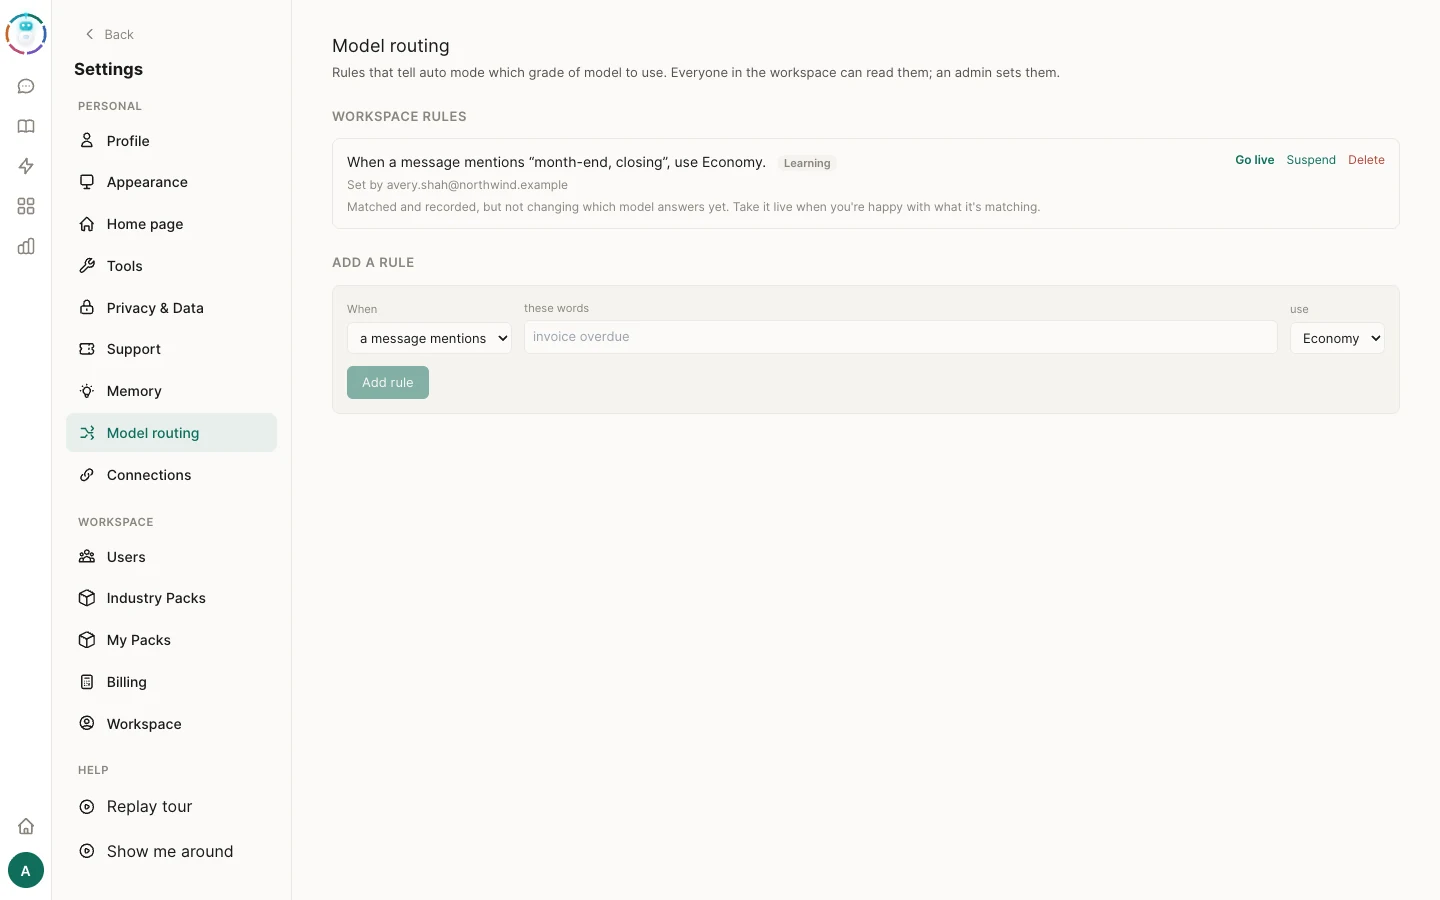 Back
Settings
PERSONAL
Profile
Appearance
Home page
Tools
Privacy & Data
Support
Memory
Model routing
Connections
WORKSPACE
Users
Industry Packs
My Packs
Billing
Workspace
HELP
Replay tour
Show me around
A
Model routing
Rules that tell auto mode which grade of model to use. Everyone in the workspace can read them; an admin sets them.
WORKSPACE RULES
When a message mentions “month-end, closing”, use Economy. Learning
Go live Suspend Delete
Set by avery.shah@northwind.example
Matched and recorded, but not changing which model answers yet. Take it live when you're happy with what it's matching.
ADD A RULE
When these words use
a message mentions invoice overdue Economy
Add rule